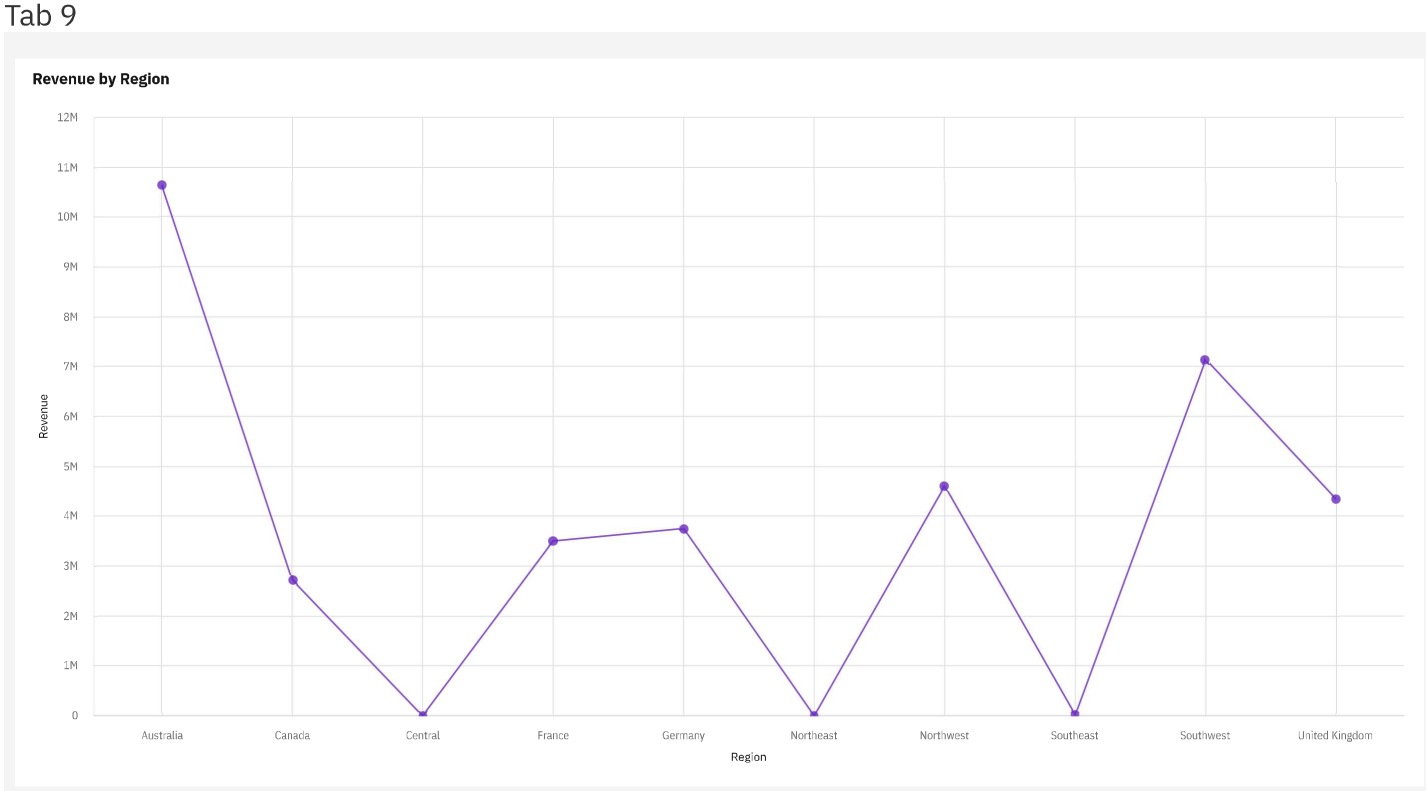 Tab 9
Revenue by Region
12M
11M
10M
9M
8M
7M
6M
5M
4M
3M
2M
1M
0
Revenue
Australia Canada Central France Germany Northeast Northwest Southeast Southwest United Kingdom
Region